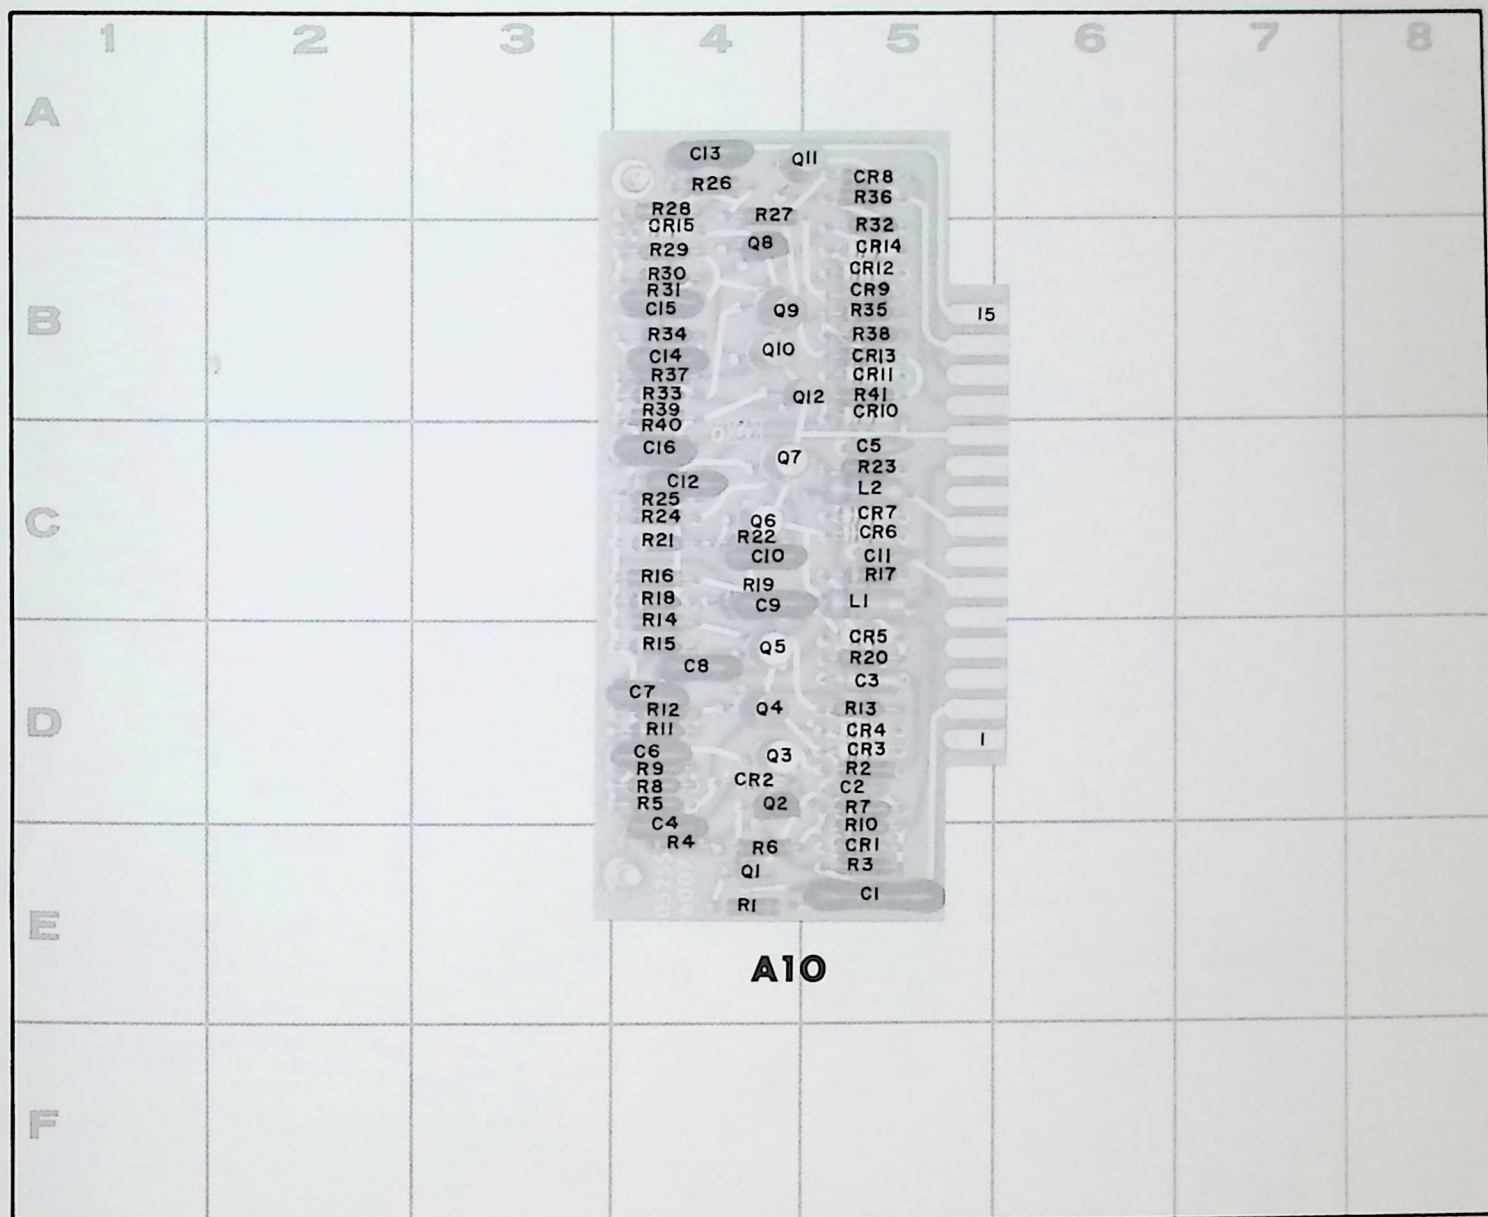 1 2 3 4 5 6 7 8
A
C13 Q11
CR8
R26
R36
R28 R27
CR15 R32
Q8 CR14
R29
R30 CR12
R31 CR9
C15 Q9 R35 15
B
R34 R38
Q10
C14 CR13
R37 CR11
R33 Q12 R41
R39 CR10
R40
C16 C5
Q7 R23
C12 L2
R25
R24 Q6 CR7
C
R21 R22 CR6
C10 C11
R16 R19 R17
R18 C9 L1
R14
R15 Q5 CR5
C8 R20
C7 C3
R12 Q4 R13
D
R11 CR4
C6 Q3 CR3 1
R9 CR2 R2
R8 C2
R5 Q2 R7
C4 R10
R4 R6 CR1
Q1 R3
C1
R1
E
A10
F